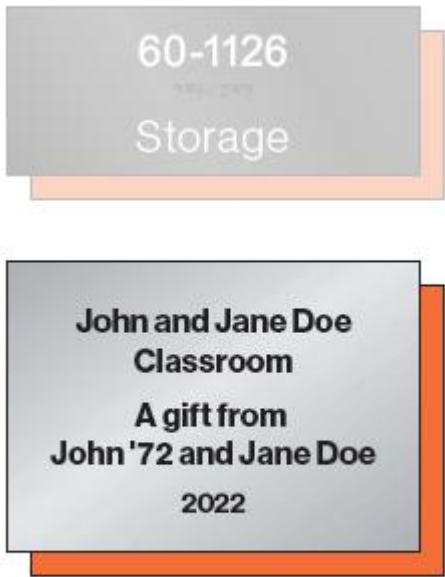 60-1126
Storage
John and Jane Doe
Classroom
A gift from
John '72 and Jane Doe
2022